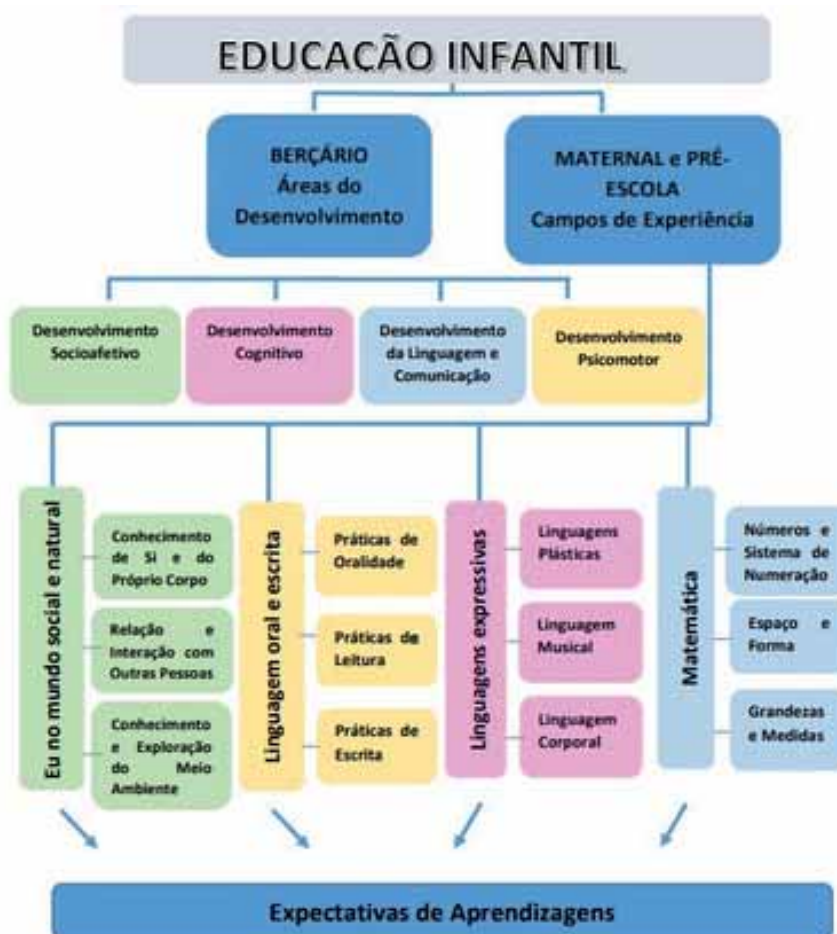 EDUCAÇÃO INFANTIL
BERÇÁRIO
Áreas do
Desenvolvimento
MATERNAL e PRÉ-
ESCOLA
Campos de Experiência
Desenvolvimento
Socioafetivo
Desenvolvimento
Cognitivo
Desenvolvimento
da Linguagem e
Comunicação
Desenvolvimento
Psicomotor
Eu no mundo social e natural
Conhecimento
de Si e do
Próprio Corpo
Relação e
Interação com
Outras Pessoas
Conhecimento
e Exploração
do Meio
Ambiente
Linguagem oral e escrita
Práticas de
Oralidade
Práticas de
Leitura
Práticas de
Escrita
Linguagens expressivas
Linguagens
Plásticas
Linguagem
Musical
Linguagem
Corporal
Matemática
Números e
Sistema de
Numeração
Espaço e
Forma
Grandezas
e Medidas
Expectativas de Aprendizagens